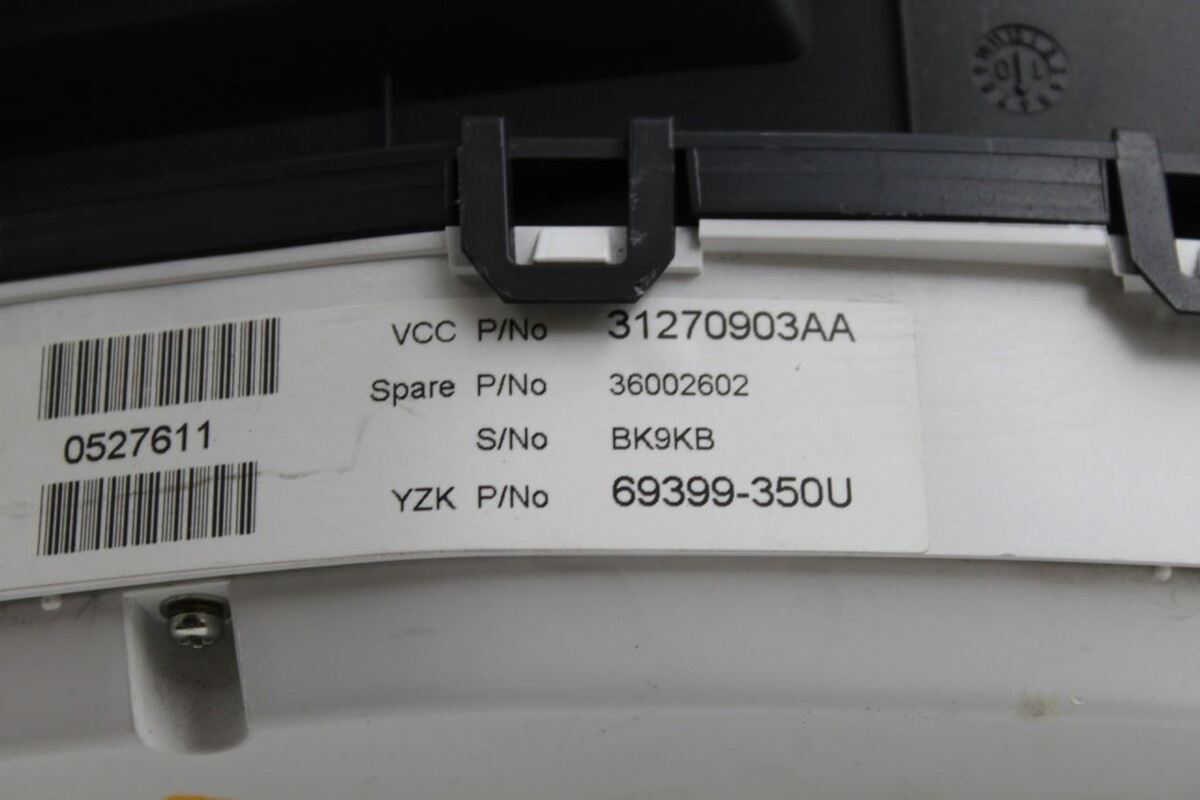 VCC P/No 31270903AA
Spare P/No 36002602
S/No BK9KB
YZK P/No 69399-350U
0527611